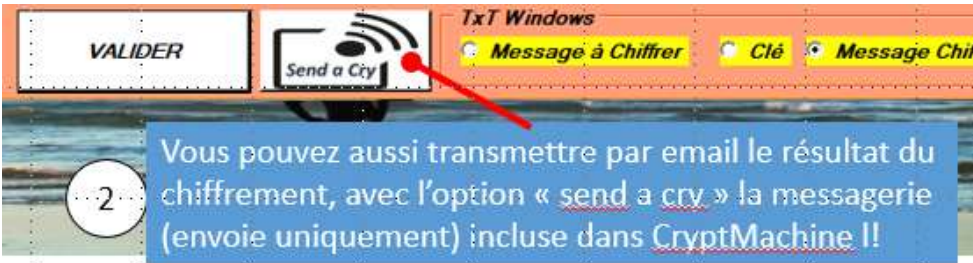 TxT Windows
VALIDER
Send a Cry
Message à Chiffrer
Clé
Message Chi
2
Vous pouvez aussi transmettre par email le résultat du
chiffrement, avec l'option « send a cry » la messagerie
(envoie uniquement) incluse dans CryptMachine !!